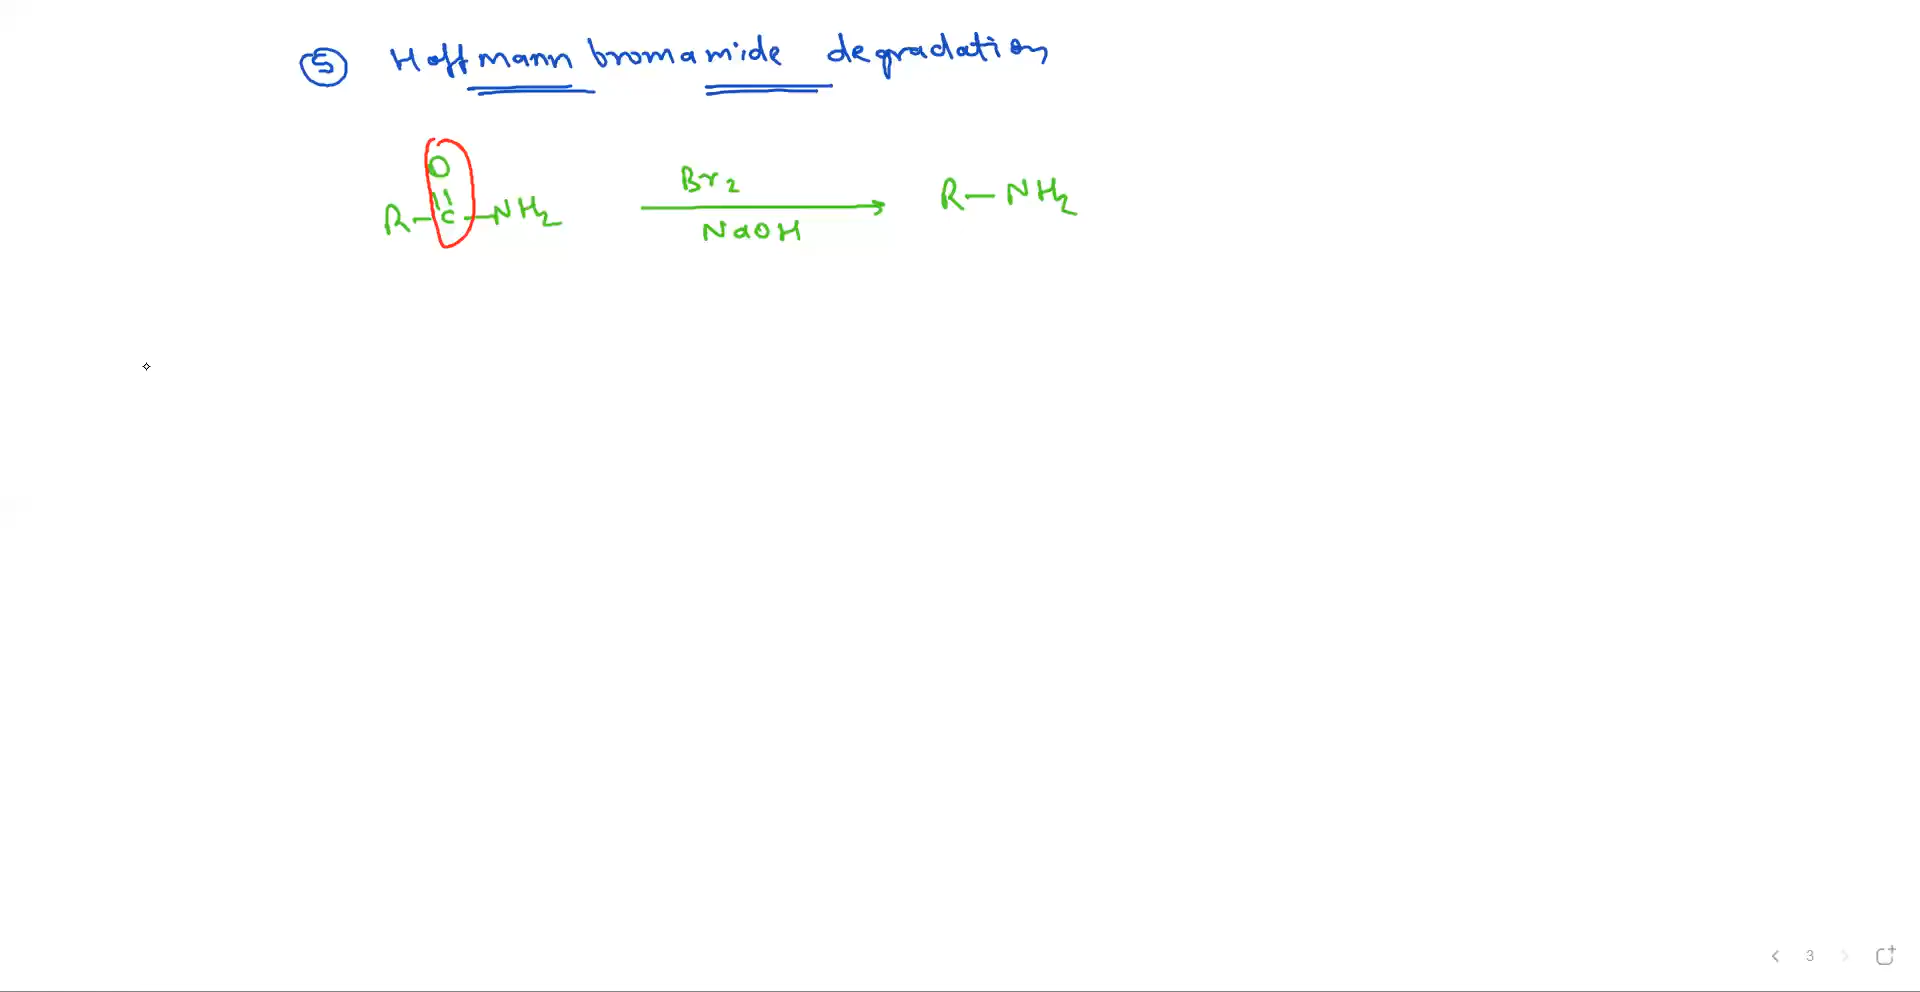 5 Hoffmann bromamide degradation
O
||
R-C-NH2 Br2 NaOH R-NH2
3